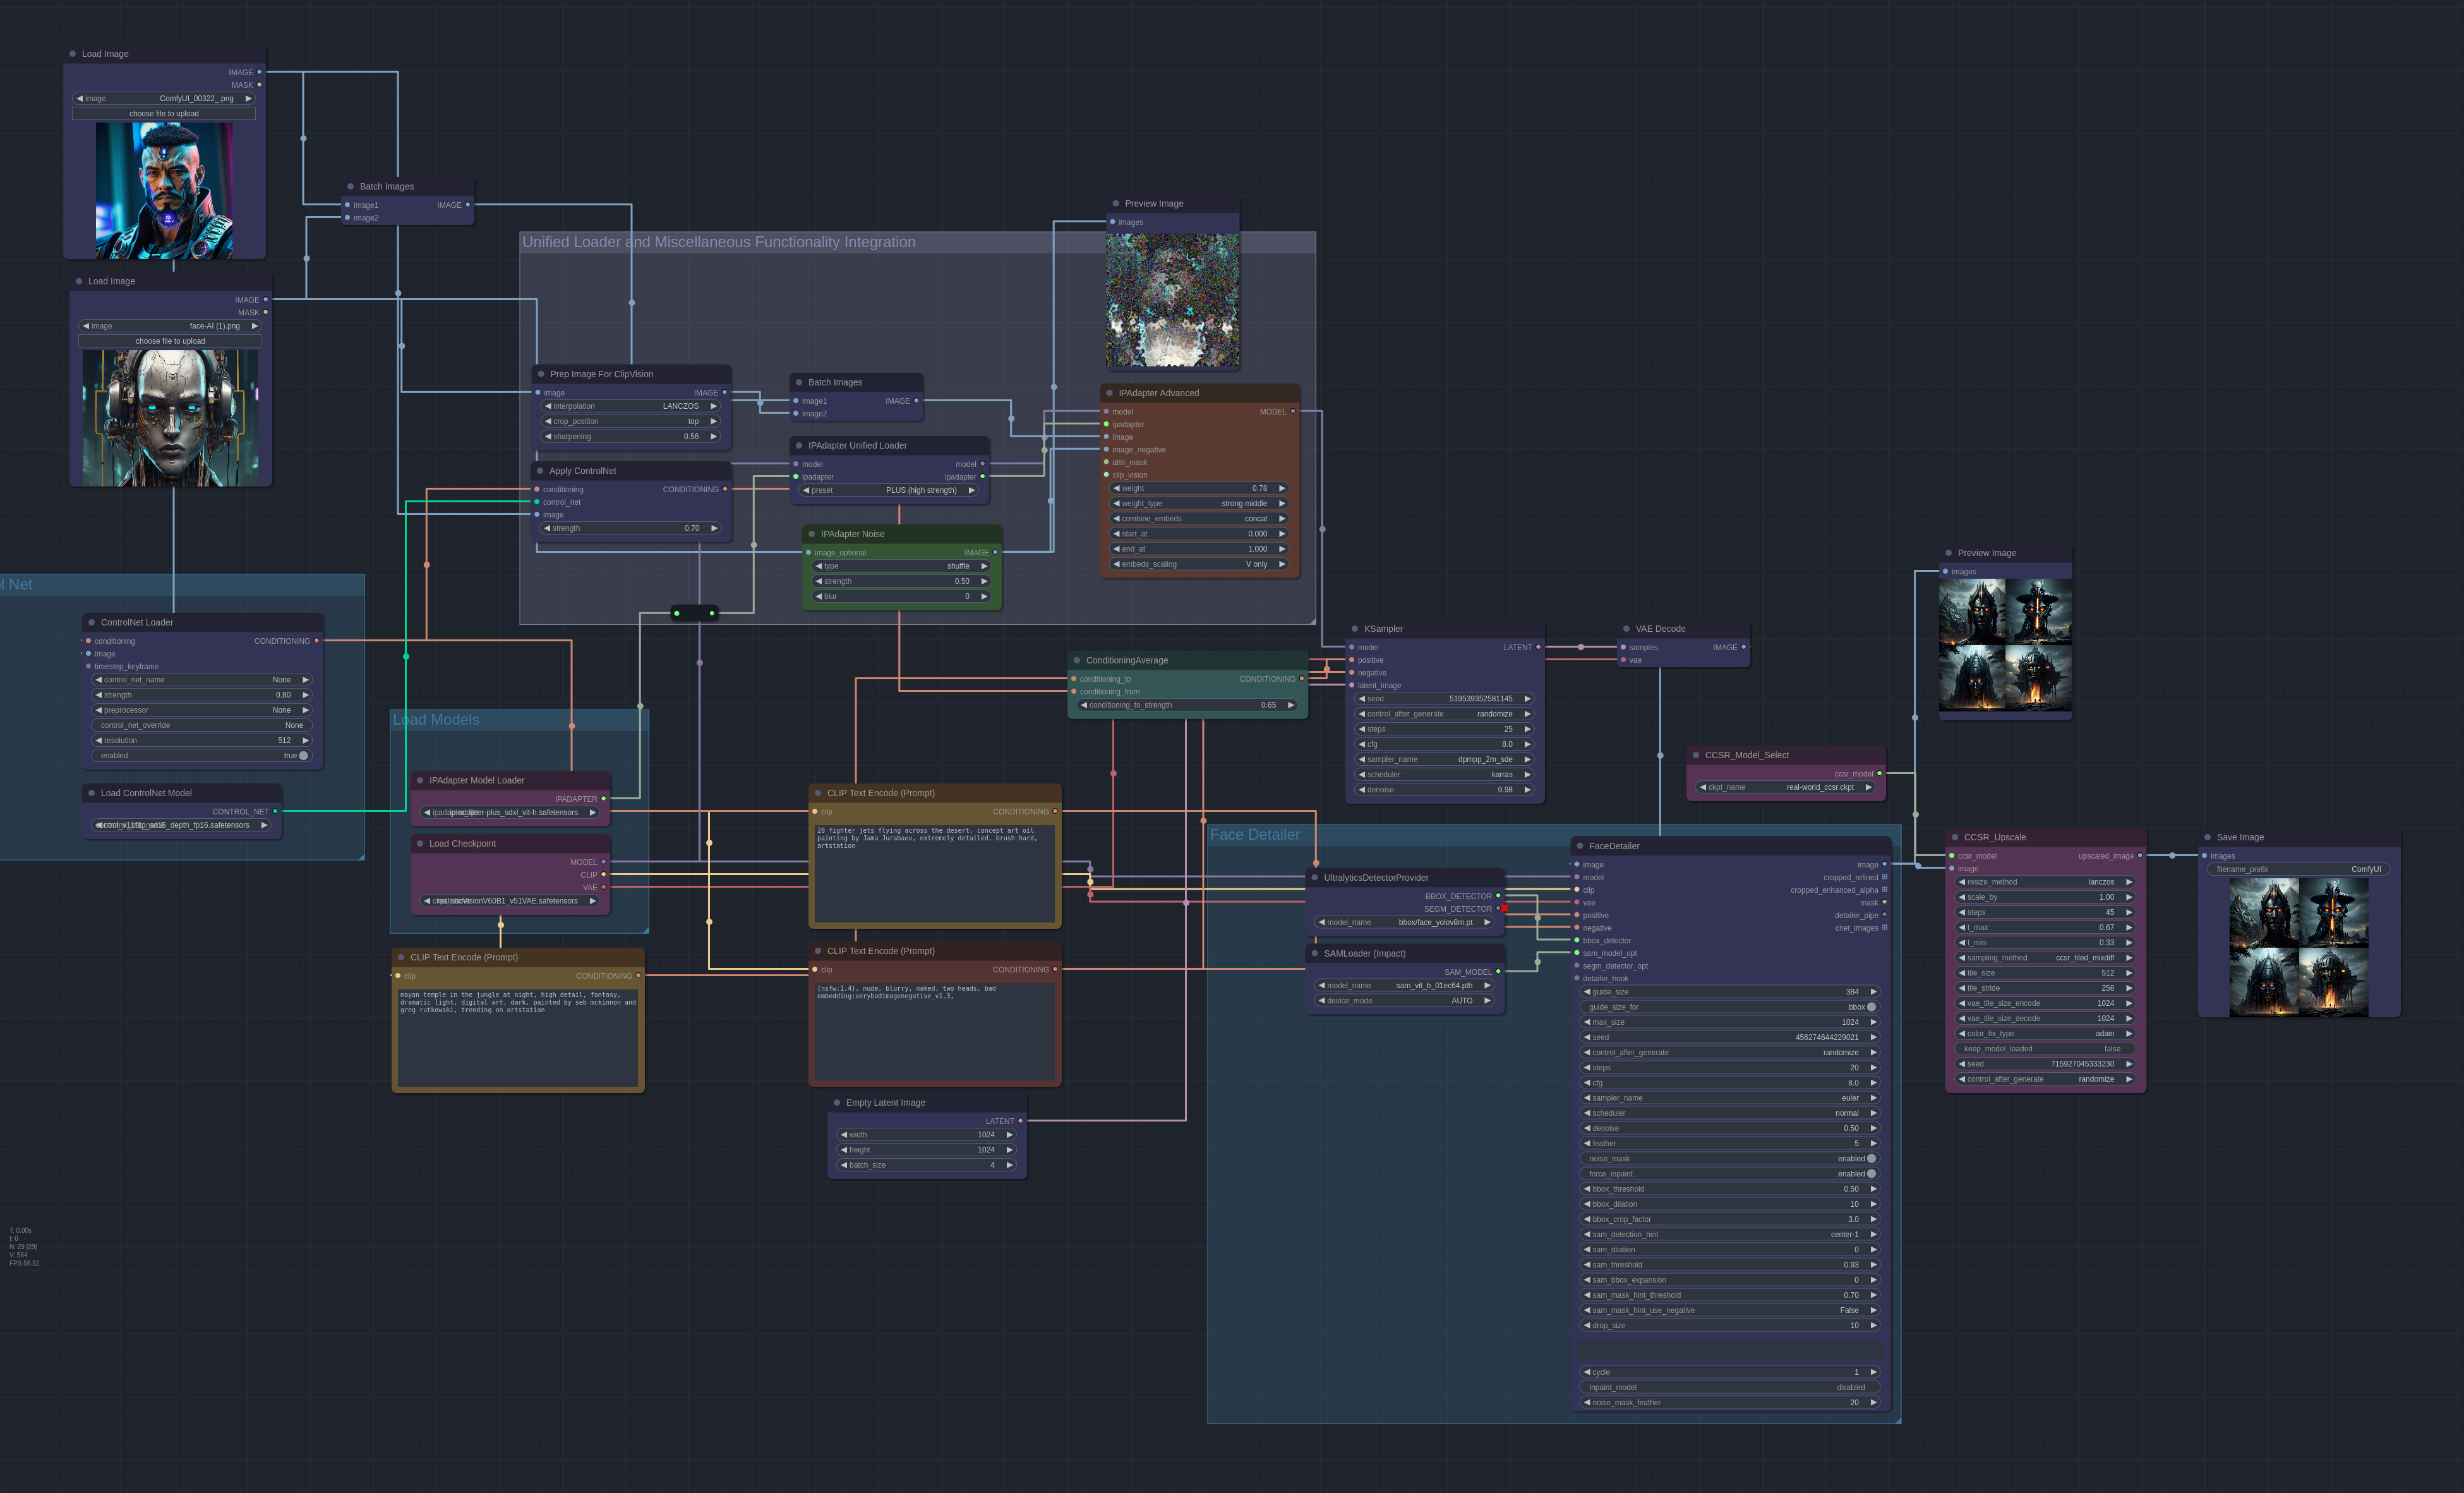 Load Image
IMAGE
MASK
image ComfyUI_00322_.png
choose file to upload
Load Image
IMAGE
MASK
image face-AI (1).png
choose file to upload
Batch Images
image1 IMAGE
image2
Unified Loader and Miscellaneous Functionality Integration
Preview Image
images
Prep Image For ClipVision
image IMAGE
interpolation LANCZOS
crop_position top
sharpening 0.56
Batch Images
image1 IMAGE
image2
IPAdapter Unified Loader
model model
ipadapter ipadapter
preset PLUS (high strength)
Apply ControlNet
conditioning CONDITIONING
control_net
image
strength 0.70
IPAdapter Noise
image_optional IMAGE
type shuffle
strength 0.50
blur 0
IPAdapter Advanced
model MODEL
ipadapter
image
image_negative
attn_mask
clip_vision
weight 0.78
weight_type strong middle
combine_embeds concat
start_at 0.000
end_at 1.000
embeds_scaling V only
l Net
ControlNet Loader
conditioning CONDITIONING
image
timestep_keyframe
control_net_name None
strength 0.80
preprocessor None
control_net_override None
resolution 512
enabled true
Load ControlNet Model
CONTROL_NET
sd15_depth_fp16.safetensors
Load Models
IPAdapter Model Loader
IPADAPTER
ip-adapter-plus_sdxl_vit-h.safetensors
Load Checkpoint
MODEL
CLIP
VAE
VisionV60B1_v51VAE.safetensors
CLIP Text Encode (Prompt)
clip CONDITIONING
mayan temple in the jungle at night, high detail, fantasy,
dramatic light, digital art, dark, painted by seb mckinnon and
greg rutkowski, trending on artstation
CLIP Text Encode (Prompt)
clip CONDITIONING
20 fighter jets flying across the desert, concept art oil
painting by Jama Jurabaev, extremely detailed, brush hard,
artstation
CLIP Text Encode (Prompt)
clip CONDITIONING
(nsfw:1.4), nude, blurry, naked, two heads, bad
embedding:verybadimagenegative_v1.3,
Empty Latent Image
LATENT
width 1024
height 1024
batch_size 4
ConditioningAverage
conditioning_to CONDITIONING
conditioning_from
conditioning_to_strength 0.65
KSampler
model LATENT
positive
negative
latent_image
seed 519539352581145
control_after_generate randomize
steps 25
cfg 8.0
sampler_name dpmpp_2m_sde
scheduler karras
denoise 0.98
VAE Decode
samples IMAGE
vae
Preview Image
images
CCSR_Model_Select
ccsr_model
ckpt_name real-world_ccsr.ckpt
Face Detailer
UltralyticsDetectorProvider
BBOX_DETECTOR
SEGM_DETECTOR
model_name bbox/face_yolov8m.pt
SAMLoader (Impact)
SAM_MODEL
model_name sam_vit_b_01ec64.pth
device_mode AUTO
FaceDetailer
image image
model cropped_refined
clip cropped_enhanced_alpha
vae mask
positive detailer_pipe
negative cnet_images
bbox_detector
sam_model_opt
segm_detector_opt
detailer_hook
guide_size 384
guide_size_for bbox
max_size 1024
seed 456274644229021
control_after_generate randomize
steps 20
cfg 8.0
sampler_name euler
scheduler normal
denoise 0.50
feather 5
noise_mask enabled
force_inpaint enabled
bbox_threshold 0.50
bbox_dilation 10
bbox_crop_factor 3.0
sam_detection_hint center-1
sam_dilation 0
sam_threshold 0.93
sam_bbox_expansion 0
sam_mask_hint_threshold 0.70
sam_mask_hint_use_negative False
drop_size 10
cycle 1
inpaint_model disabled
noise_mask_feather 20
CCSR_Upscale
ccsr_model upscaled_image
image
resize_method lanczos
scale_by 1.00
steps 45
t_max 0.67
t_min 0.33
sampling_method ccsr_tiled_mixdiff
tile_size 512
tile_stride 256
vae_tile_size_encode 1024
vae_tile_size_decode 1024
color_fix_type adain
keep_model_loaded false
seed 715927045333230
control_after_generate randomize
Save Image
images
filename_prefix ComfyUI
T: 0.00s
I: 0
N: 29 [29]
V: 564
FPS:58.82